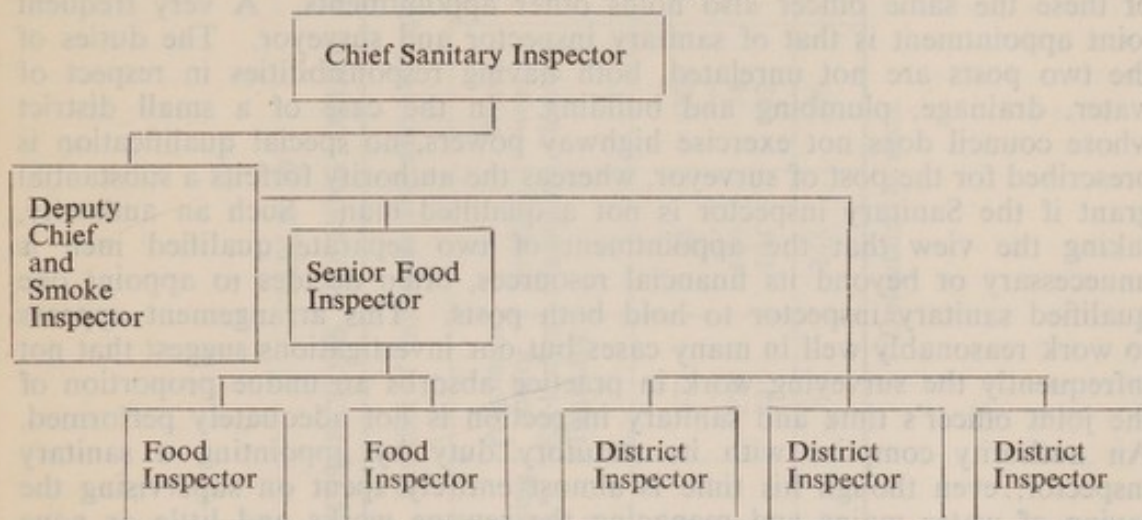 Chief Sanitary Inspector
Deputy
Chief
and
Smoke
Inspector
Senior Food
Inspector
Food
Inspector
Food
Inspector
District
Inspector
District
Inspector
District
Inspector